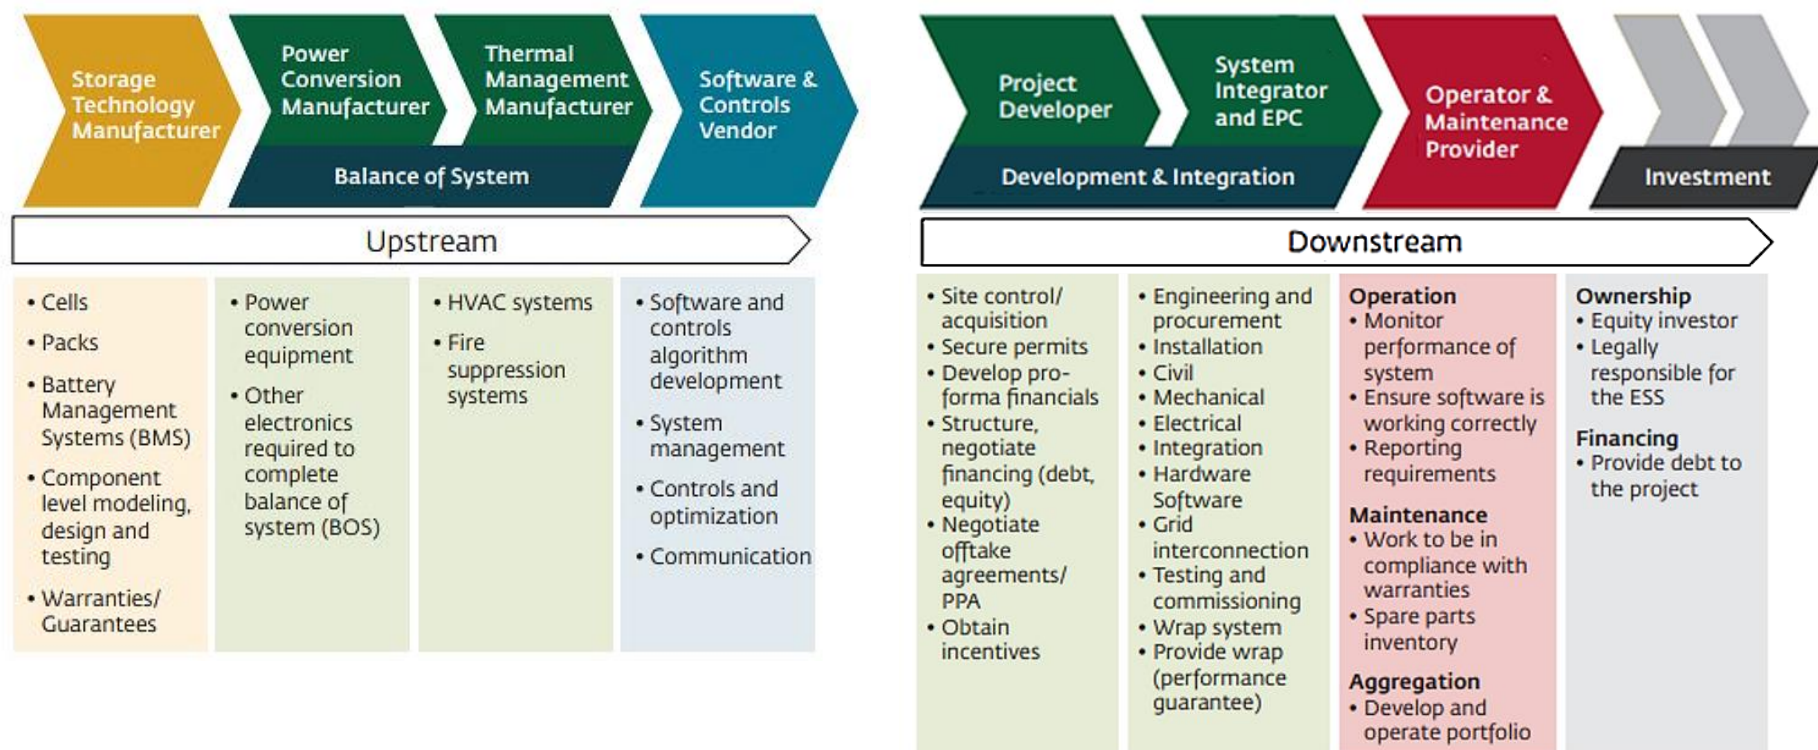 Storage
Technology
Manufacturer
Power
Conversion
Manufacturer
Thermal
Management
Manufacturer
Balance of System
Software &
Controls
Vendor
Upstream
• Cells
• Packs
• Battery
Management
Systems (BMS)
• Component
level modeling,
design and
testing
• Warranties/
Guarantees
• Power
conversion
equipment
• Other
electronics
required to
complete
balance of
system (BOS)
• HVAC systems
• Fire
suppression
systems
• Software and
controls
algorithm
development
• System
management
• Controls and
optimization
• Communication
Project
Developer
System
Integrator
and EPC
Development & Integration
Operator &
Maintenance
Provider
Investment
Downstream
• Site control/
acquisition
• Secure permits
• Develop pro-
forma financials
• Structure,
negotiate
financing (debt,
equity)
• Negotiate
offtake
agreements/
PPA
• Obtain
incentives
• Engineering and
procurement
• Installation
• Civil
• Mechanical
• Electrical
• Integration
• Hardware
Software
• Grid
interconnection
• Testing and
commissioning
• Wrap system
• Provide wrap
(performance
guarantee)
Operation
• Monitor
performance of
system
• Ensure software is
working correctly
• Reporting
requirements
Maintenance
• Work to be in
compliance with
warranties
• Spare parts
inventory
Aggregation
• Develop and
operate portfolio
Ownership
• Equity investor
• Legally
responsible for
the ESS
Financing
• Provide debt to
the project